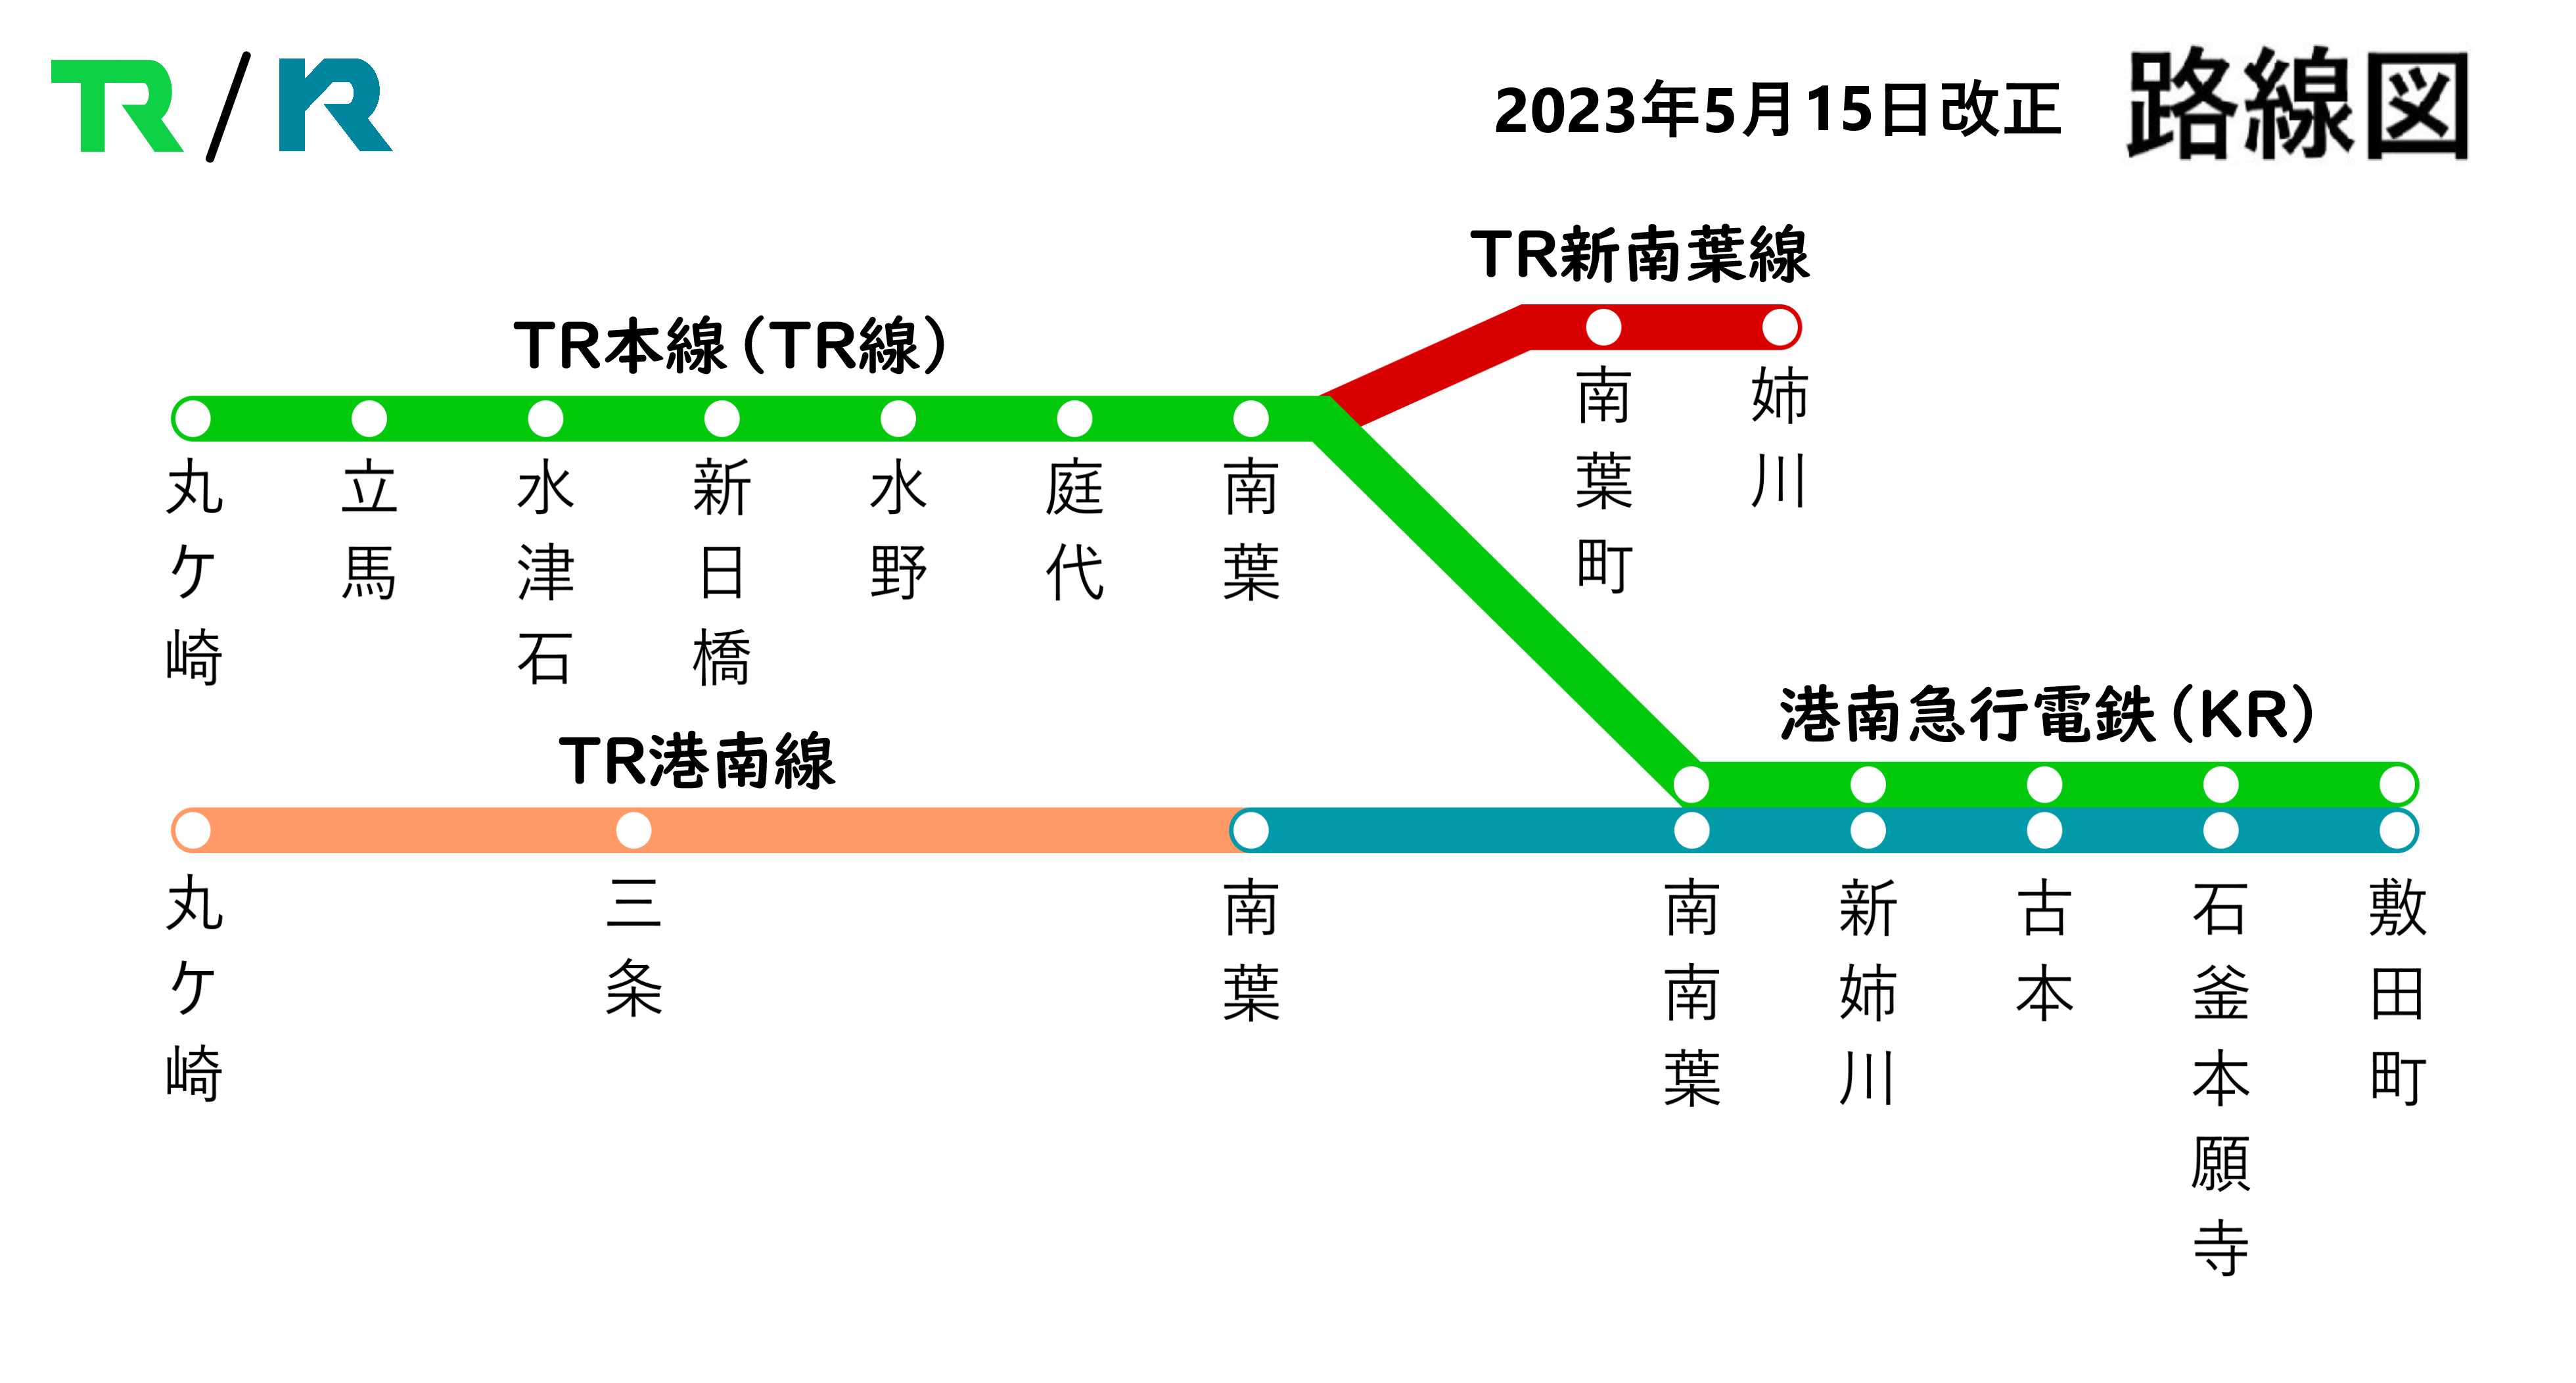 TR/KR
2023年5月15日改正
路線図
TR新南葉線
南葉町
姉川
TR本線(TR線)
丸ケ崎
立馬
水津石
新日橋
水野
庭代
南葉
港南急行電鉄(KR)
TR港南線
丸ケ崎
三条
南葉
南南葉
新姉川
古本
石釜本願寺
敷田町